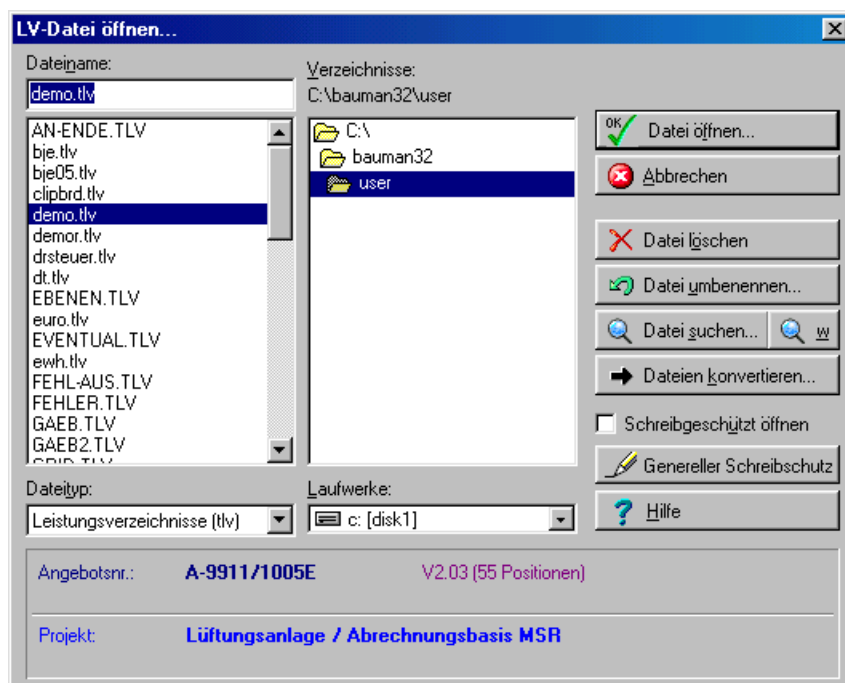 LV-Datei öffnen...
Dateiname:
demo.tlv
AN-ENDE.TLV
bje.tlv
bje05.tlv
clipbrd.tlv
demo.tlv
demor.tlv
drsteuer.tlv
dt.tlv
EBENEN.TLV
euro.tlv
EVENTUAL.TLV
ewh.tlv
FEHL-AUS.TLV
FEHLER.TLV
GAEB.TLV
GAEB2.TLV
Dateityp:
Leistungsverzeichnisse (tlv)
Verzeichnisse:
C:\bauman32\user
C:\
bauman32
user
Laufwerke:
c: [disk1]
OK Datei öffnen...
Abbrechen
Datei löschen
Datei umbenennen...
Datei suchen... w
Dateien konvertieren...
Schreibgeschützt öffnen
Genereller Schreibschutz
Hilfe
Angebotsnr.: A-9911/1005E V2.03 (55 Positionen)
Projekt: Lüftungsanlage / Abrechnungsbasis MSR